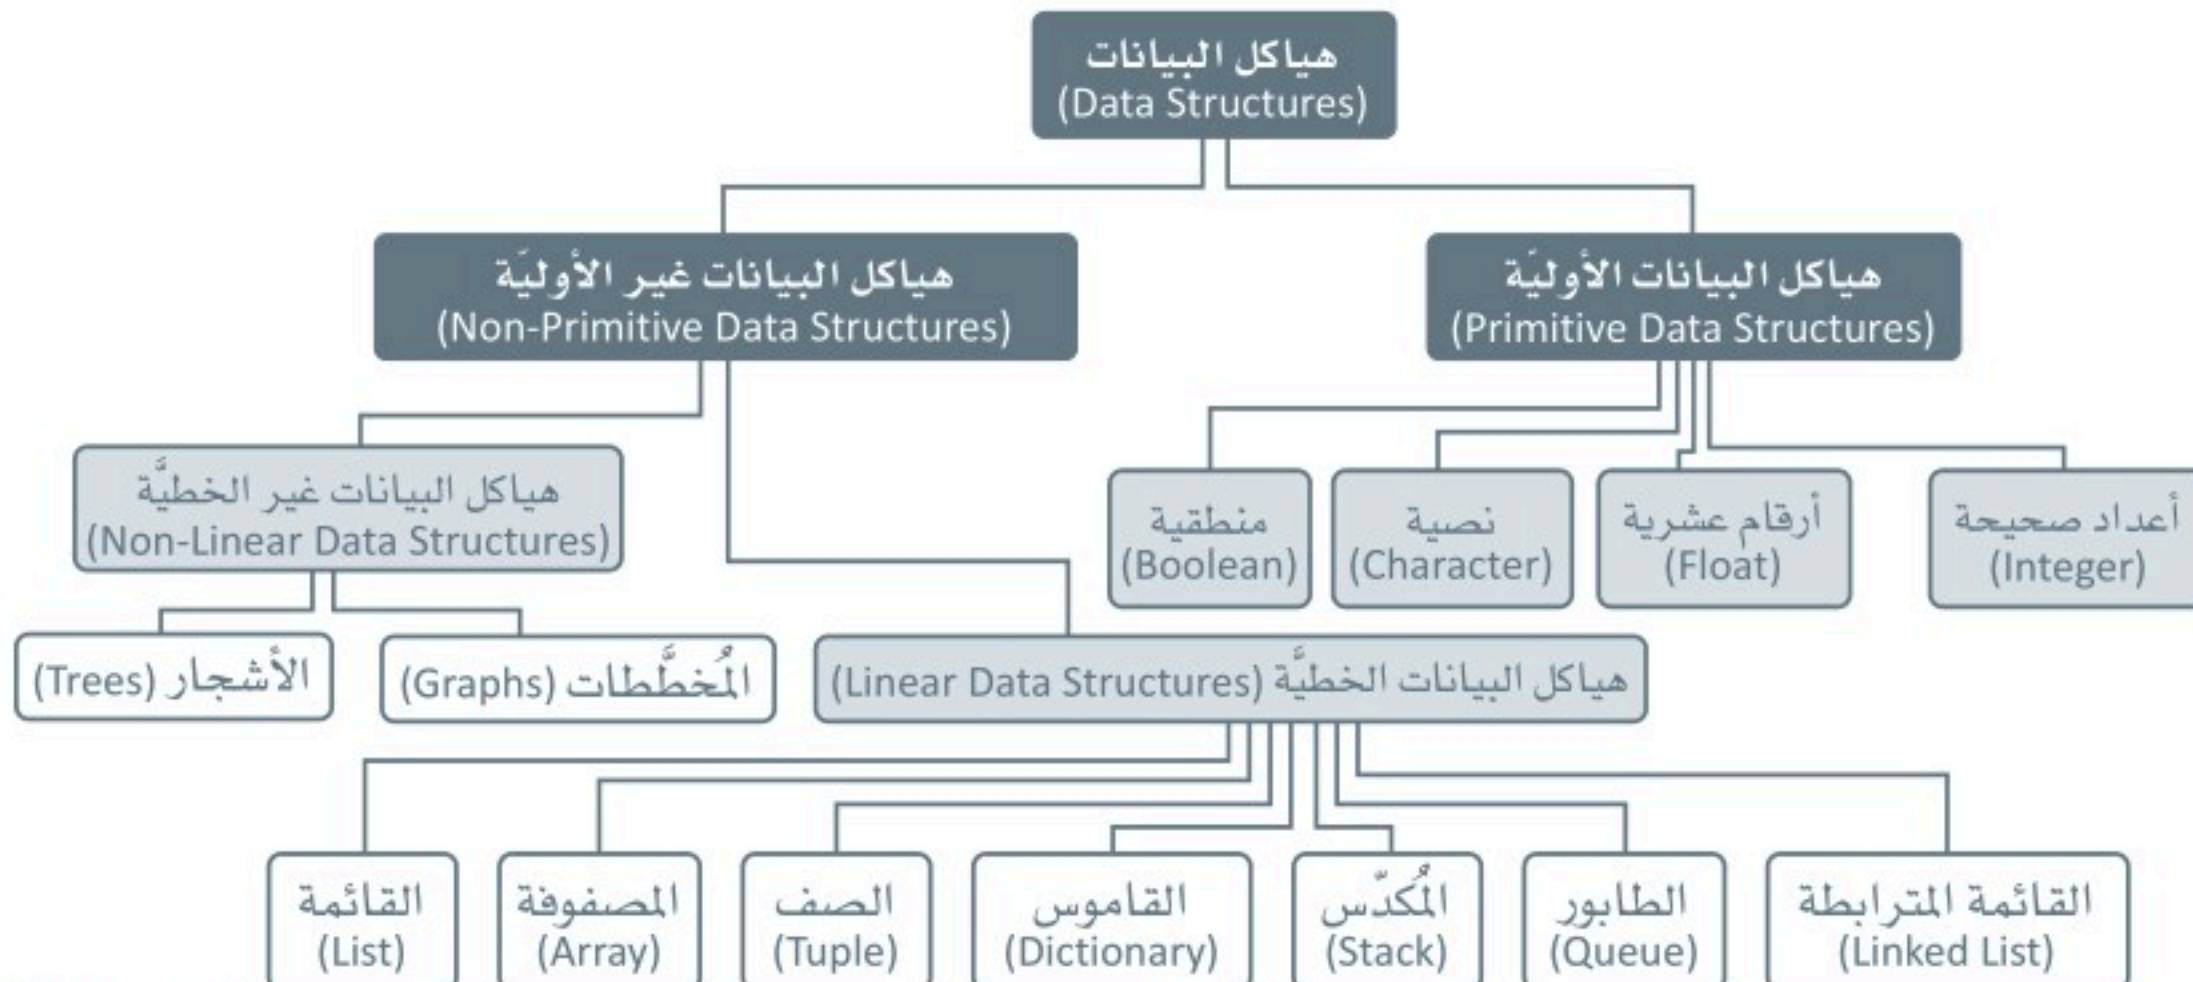 هياكل البيانات
(Data Structures)
هياكل البيانات الأوليَة
(Primitive Data Structures)
هياكل البيانات غير الأوليَة
(Non-Primitive Data Structures)
أعداد صحيحة
(Integer)
أرقام عشرية
(Float)
نصية
(Character)
منطقية
(Boolean)
هياكل البيانات غير الخطيَّة
(Non-Linear Data Structures)
هياكل البيانات الخطيَّة (Linear Data Structures)
المُخطَّطات (Graphs)
الأشجار (Trees)
القائمة المترابطة
(Linked List)
الطابور
(Queue)
المُكدّس
(Stack)
القاموس
(Dictionary)
الصف
(Tuple)
المصفوفة
(Array)
القائمة
(List)